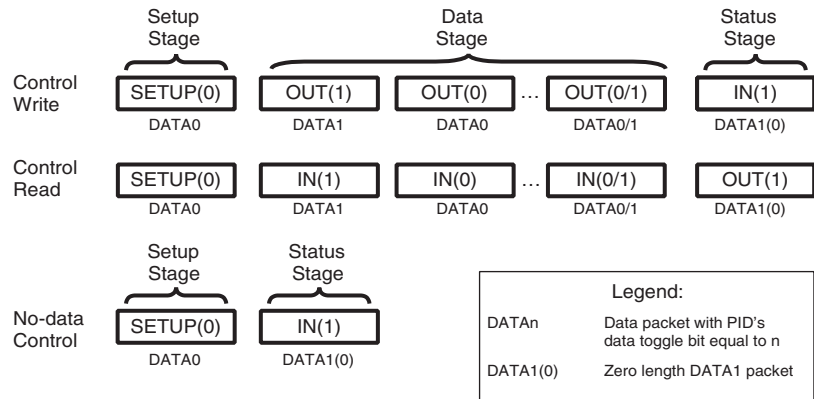 Setup Stage
Data Stage
Status Stage
Control Write
SETUP(0)
OUT(1)
OUT(0)
...
OUT(0/1)
IN(1)
DATA0
DATA1
DATA0
DATA0/1
DATA1(0)
Control Read
SETUP(0)
IN(1)
IN(0)
...
IN(0/1)
OUT(1)
DATA0
DATA1
DATA0
DATA0/1
DATA1(0)
Setup Stage
Status Stage
No-data Control
SETUP(0)
IN(1)
DATA0
DATA1(0)
Legend:
DATAn
Data packet with PID's
data toggle bit equal to n
DATA1(0)
Zero length DATA1 packet